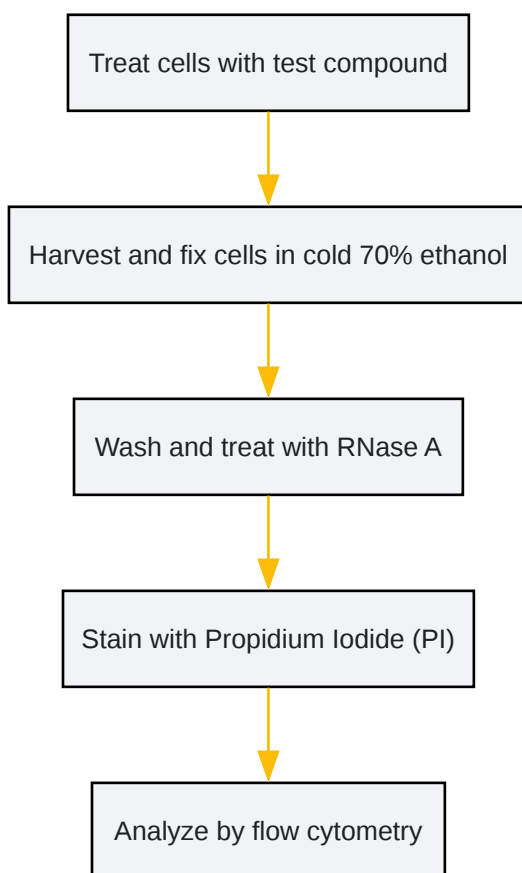 Treat cells with test compound
Harvest and fix cells in cold 70% ethanol
Wash and treat with RNase A
Stain with Propidium Iodide (PI)
Analyze by flow cytometry